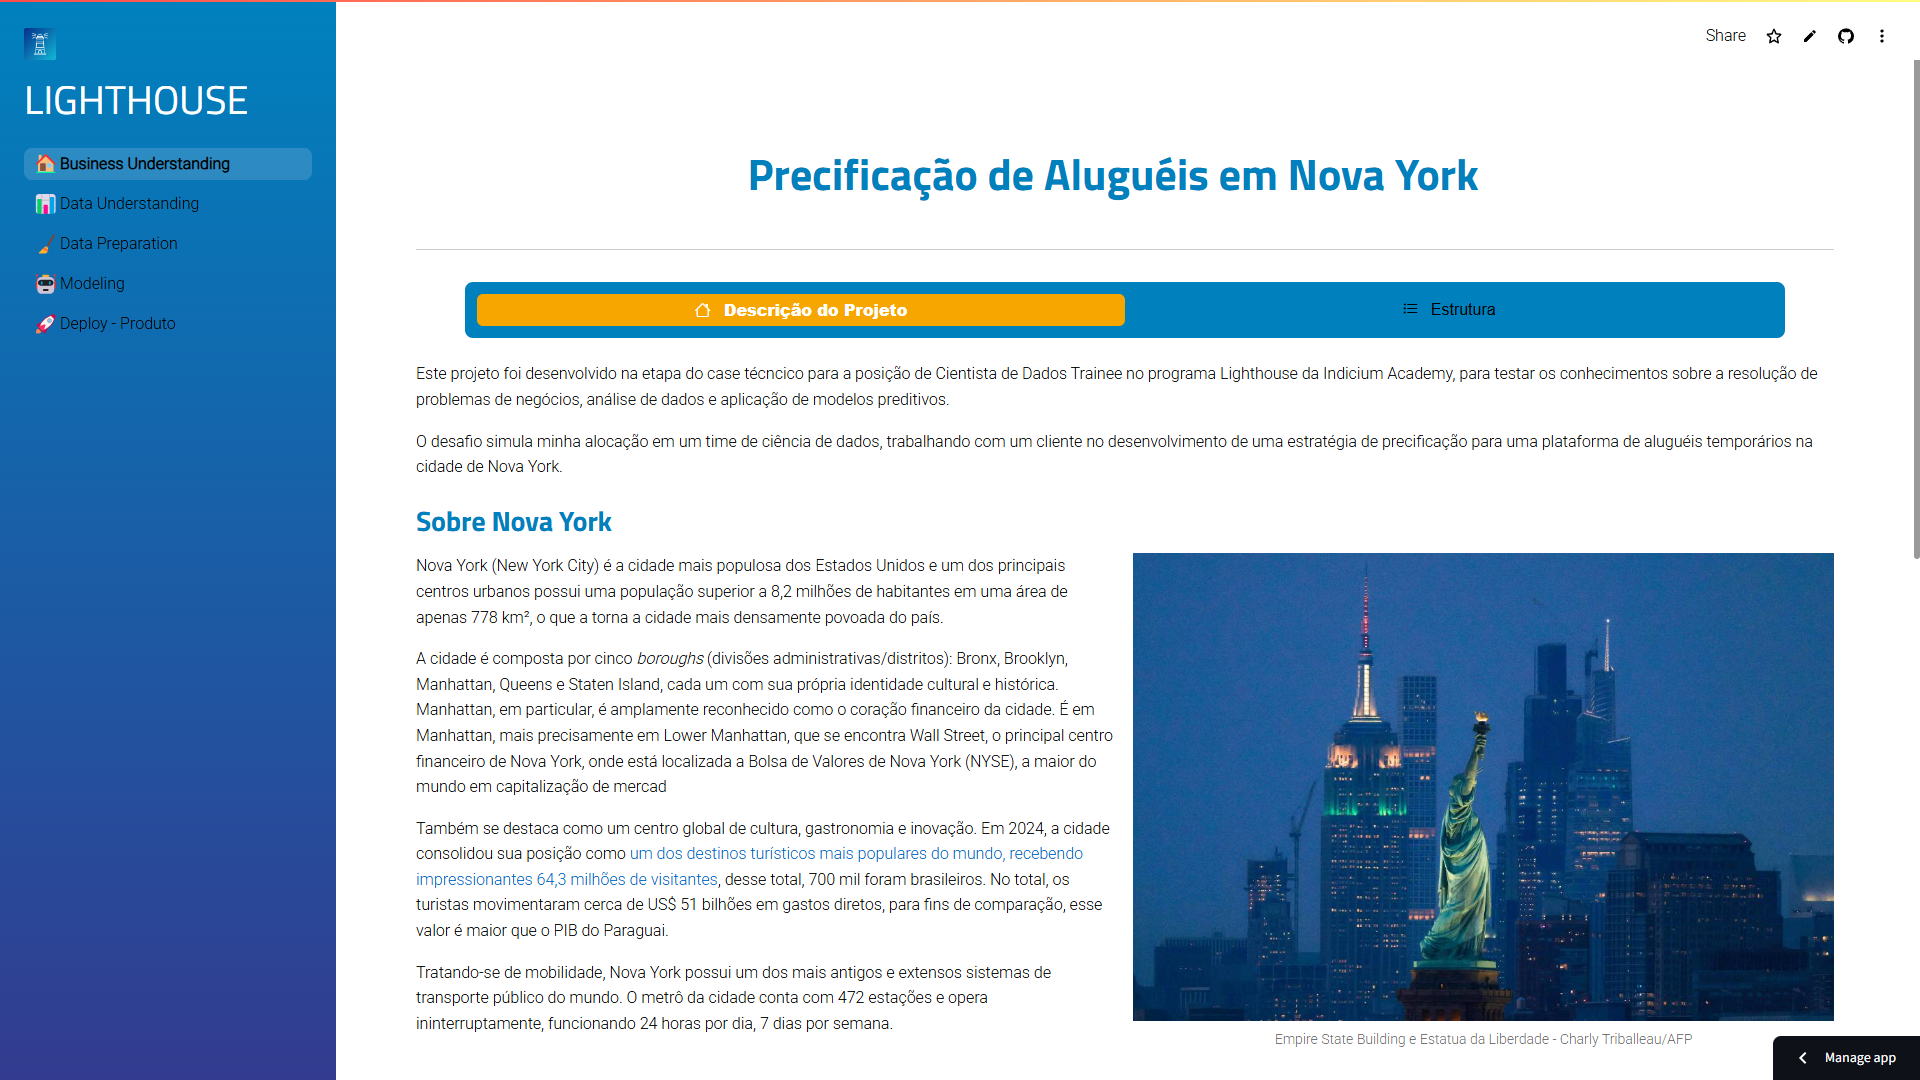 Share
LIGHTHOUSE
Business Understanding
Data Understanding
Data Preparation
Modeling
Deploy - Produto
Precificação de Aluguéis em Nova York
Descrição do Projeto
Estrutura
Este projeto foi desenvolvido na etapa do case técncico para a posição de Cientista de Dados Trainee no programa Lighthouse da Indicium Academy, para testar os conhecimentos sobre a resolução de
problemas de negócios, análise de dados e aplicação de modelos preditivos.
O desafio simula minha alocação em um time de ciência de dados, trabalhando com um cliente no desenvolvimento de uma estratégia de precificação para uma plataforma de aluguéis temporários na
cidade de Nova York.
Sobre Nova York
Nova York (New York City) é a cidade mais populosa dos Estados Unidos e um dos principais
centros urbanos possui uma população superior a 8,2 milhões de habitantes em uma área de
apenas 778 km², o que a torna a cidade mais densamente povoada do país.
A cidade é composta por cinco boroughs (divisões administrativas/distritos): Bronx, Brooklyn,
Manhattan, Queens e Staten Island, cada um com sua própria identidade cultural e histórica.
Manhattan, em particular, é amplamente reconhecido como o coração financeiro da cidade. É em
Manhattan, mais precisamente em Lower Manhattan, que se encontra Wall Street, o principal centro
financeiro de Nova York, onde está localizada a Bolsa de Valores de Nova York (NYSE), a maior do
mundo em capitalização de mercad
Também se destaca como um centro global de cultura, gastronomia e inovação. Em 2024, a cidade
consolidou sua posição como um dos destinos turísticos mais populares do mundo, recebendo
impressionantes 64,3 milhões de visitantes, desse total, 700 mil foram brasileiros. No total, os
turistas movimentaram cerca de US$ 51 bilhões em gastos diretos, para fins de comparação, esse
valor é maior que o PIB do Paraguai.
Tratando-se de mobilidade, Nova York possui um dos mais antigos e extensos sistemas de
transporte público do mundo. O metrô da cidade conta com 472 estações e opera
ininterruptamente, funcionando 24 horas por dia, 7 dias por semana.
Empire State Building e Estatua da Liberdade - Charly Triballeau/AFP
Manage app